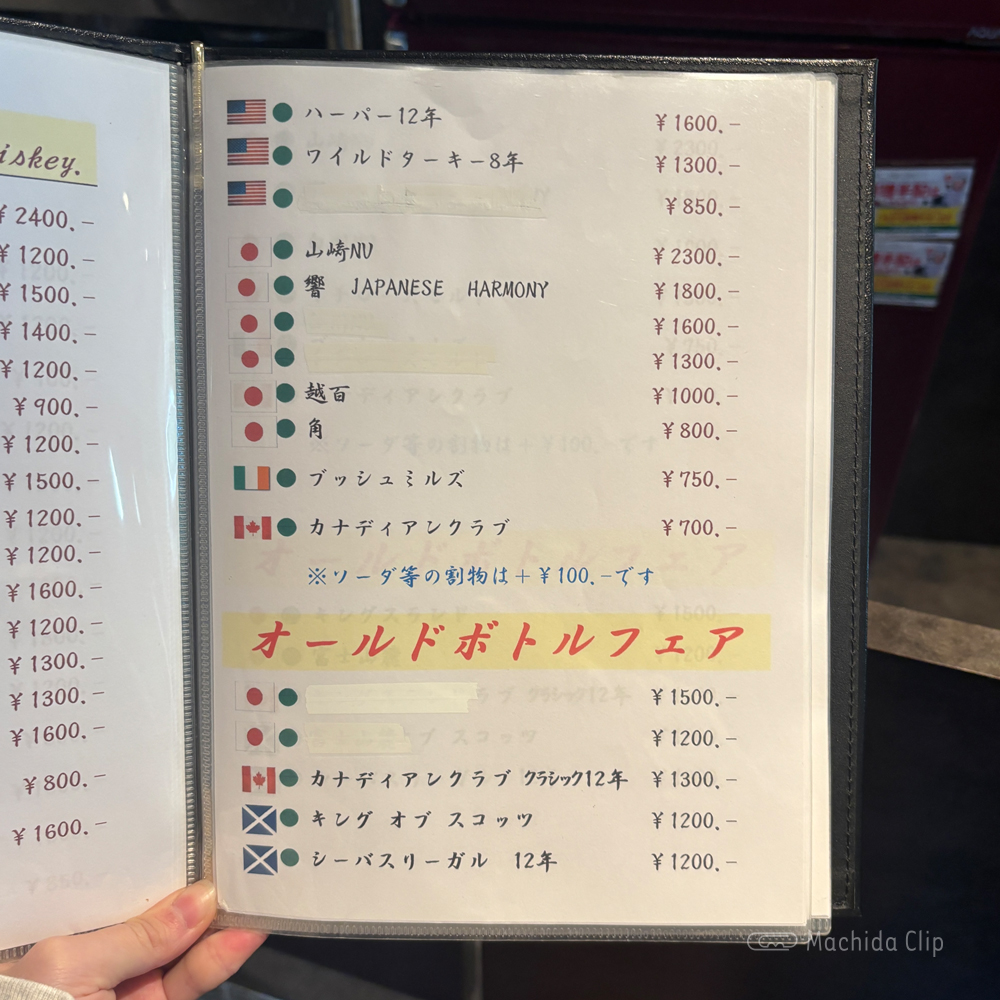 iskey.
¥ 2400.-
¥ 1200.-
¥ 1500.-
¥ 1400.-
¥ 1200.-
¥ 900.-
¥ 1200.-
¥ 1500.-
¥ 1200.-
¥ 1200.-
¥ 1600.-
¥ 1200.-
¥ 1300.-
¥ 1300.-
¥ 1600.-
¥ 800.-
¥ 1600.-
ハーパー12年 ¥ 1600.-
ワイルドターキー8年 ¥ 1300.-
¥ 850.-
山崎NV ¥ 2300.-
響 JAPANESE HARMONY ¥ 1800.-
¥ 1600.-
¥ 1300.-
越百 ¥ 1000.-
角 ¥ 800.-
ブッシュミルズ ¥ 750.-
カナディアンクラブ ¥ 700.-
※ソーダ等の割物は+¥100.-です
オールドボトルフェア
¥ 1500.-
¥ 1200.-
カナディアンクラブ クラシック12年 ¥ 1300.-
キング オブ スコッツ ¥ 1200.-
シーバスリーガル 12年 ¥ 1200.-
Machida Clip